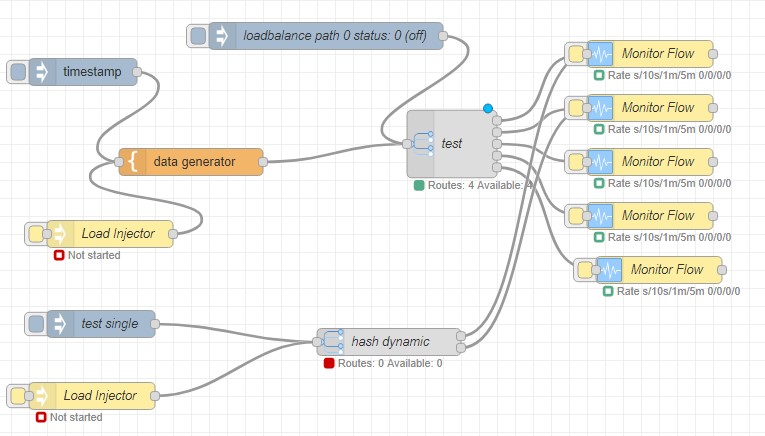 loadbalance path 0 status: 0 (off)
timestamp
Monitor Flow
Rate s/10s/1m/5m 0/0/0/0
Monitor Flow
Rate s/10s/1m/5m 0/0/0/0
test
data generator
Monitor Flow
Rate s/10s/1m/5m 0/0/0/0
Routes: 4 Available: 4
Monitor Flow
Rate s/10s/1m/5m 0/0/0/0
Load Injector
Not started
Monitor Flow
Rate s/10s/1m/5m 0/0/0/0
test single
hash dynamic
Routes: 0 Available: 0
Load Injector
Not started